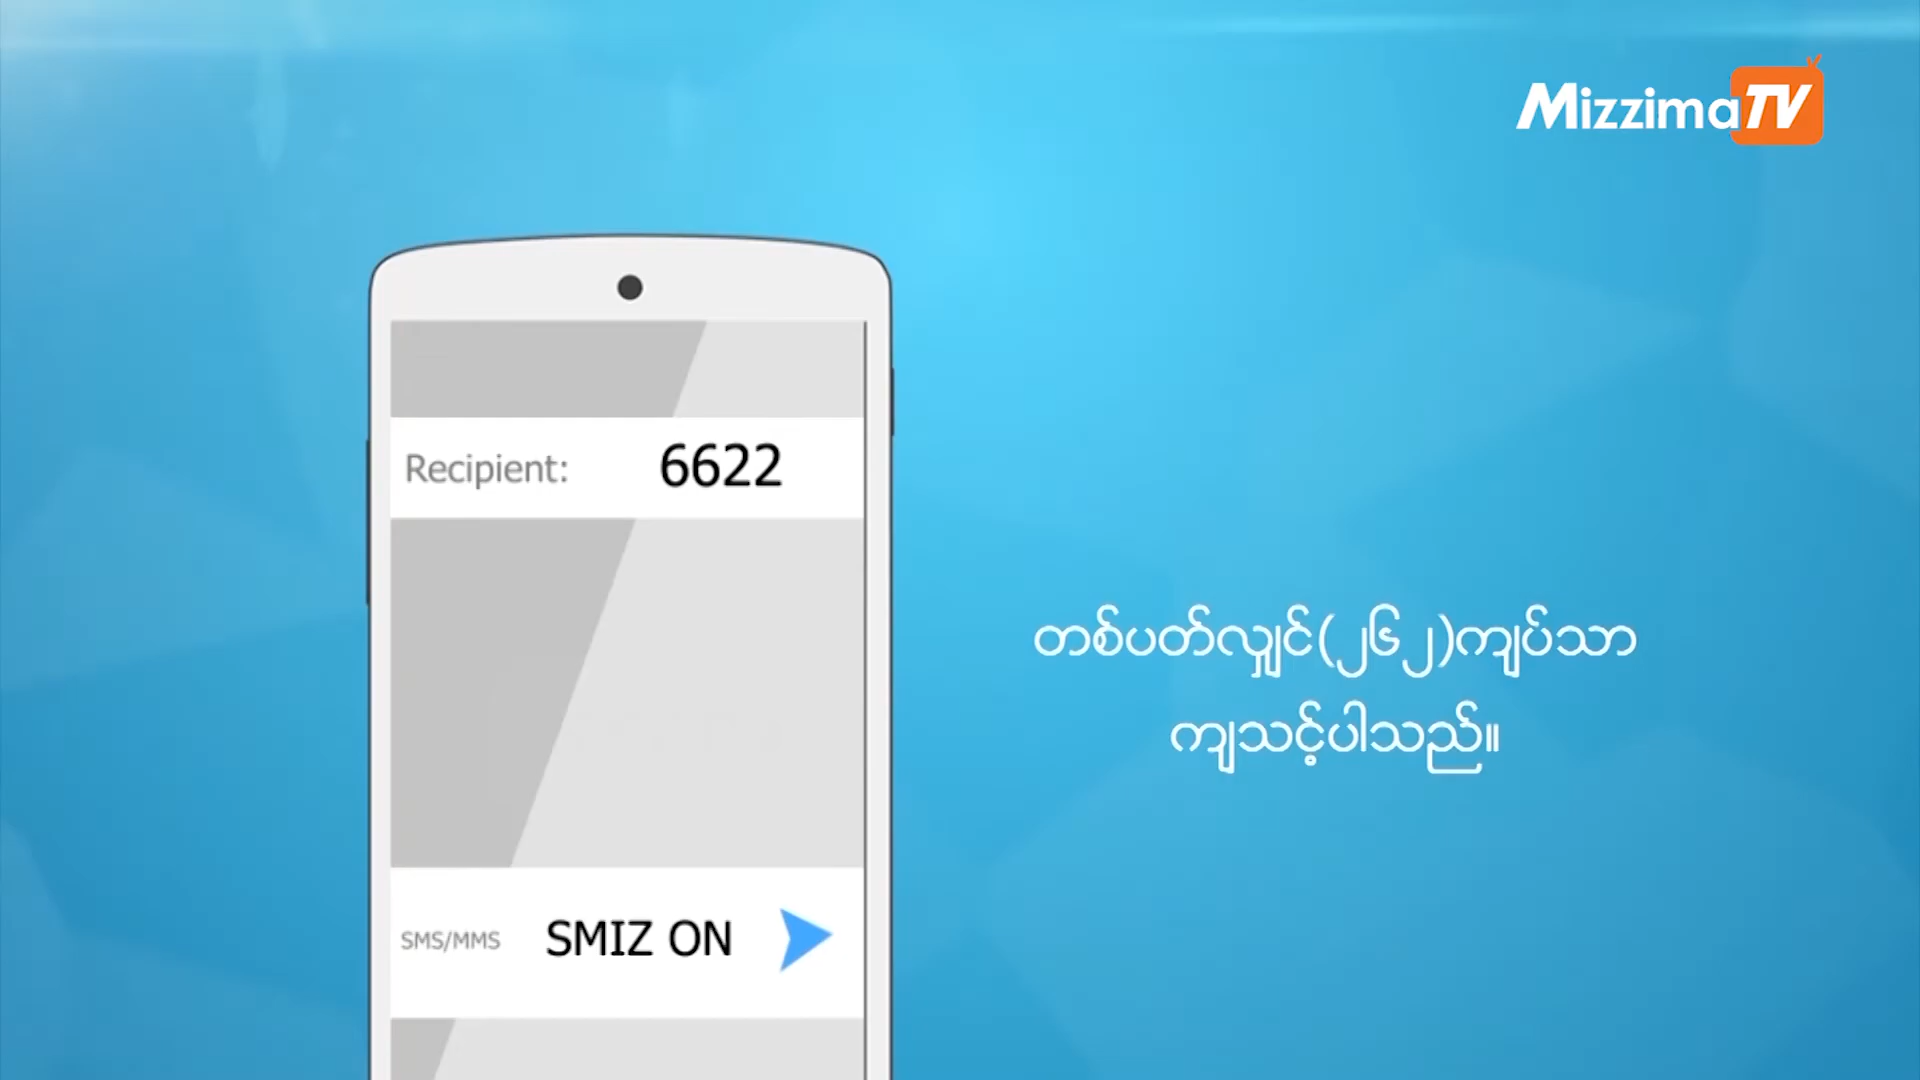 MizzimaTV
Recipient: 6622
တစ်ပတ်လျှင်(၂၆၂)ကျပ်သာ
ကျသင့်ပါသည်။
SMS/MMS SMIZ ON